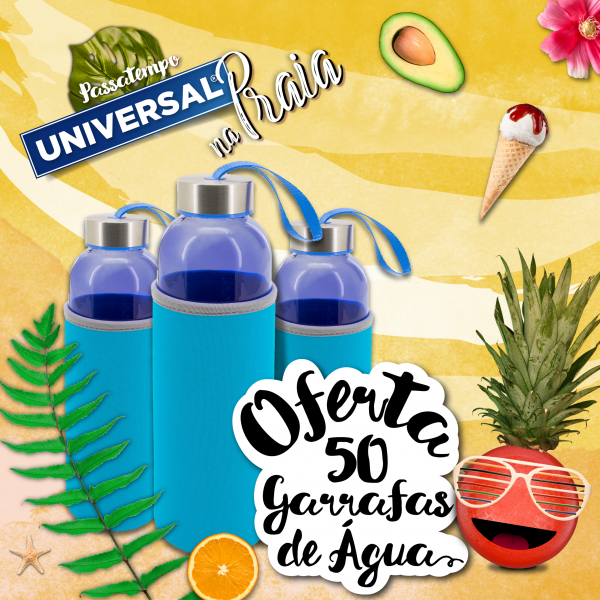 Passatempo
UNIVERSAL®
na Praia
Oferta
50
Garrafas
de Água